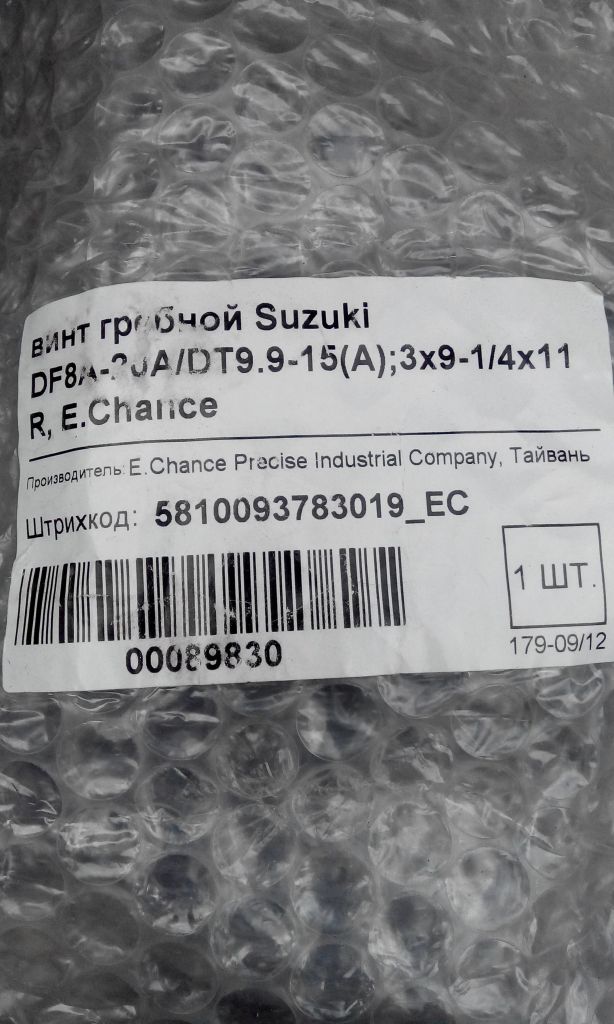 винт гребной Suzuki
DF8A-20A/DT9.9-15(A);3x9-1/4x11
R, E.Chance
Производитель: E.Chance Precise Industrial Company, Тайвань
Штрихкод: 5810093783019_EC
1 ШТ.
00089830
179-09/12